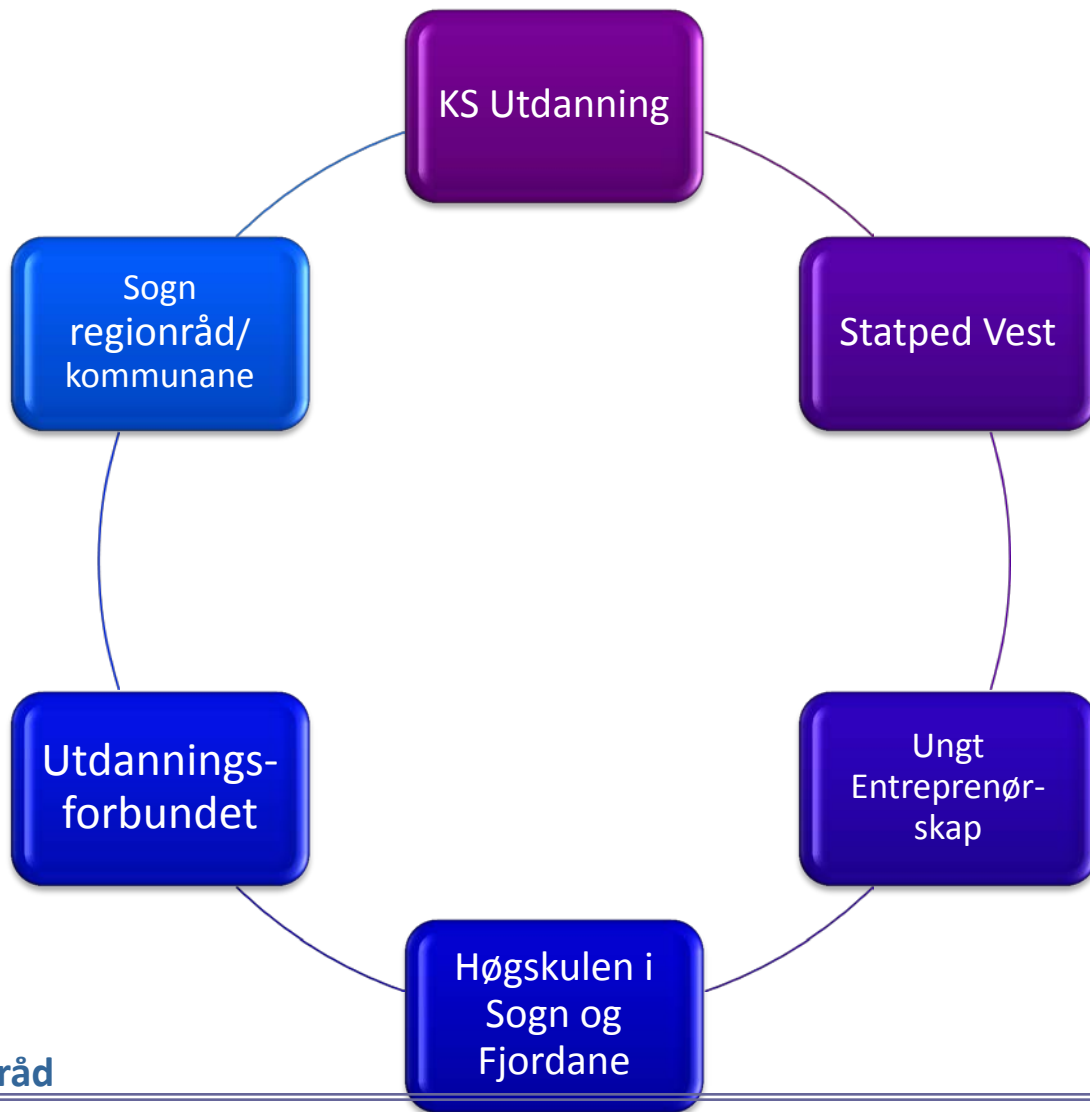 KS Utdanning
Statped Vest
Ungt
Entreprenør-
skap
Høgskulen i
Sogn og
Fjordane
Utdannings-
forbundet
Sogn
regionråd/
kommunane
råd